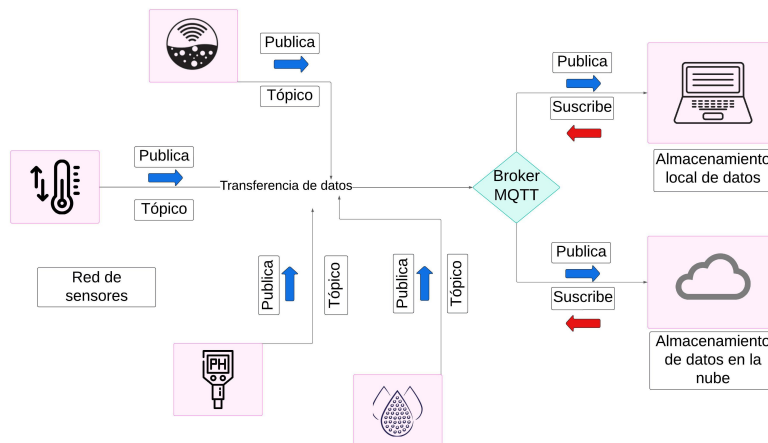 Publica
Tópico
Publica
Tópico
Transferencia de datos
Red de
sensores
Publica
Tópico
PH
Publica
Tópico
Broker
MQTT
Publica
Suscribe
Almacenamiento
local de datos
Publica
Suscribe
Almacenamiento
de datos en la
nube